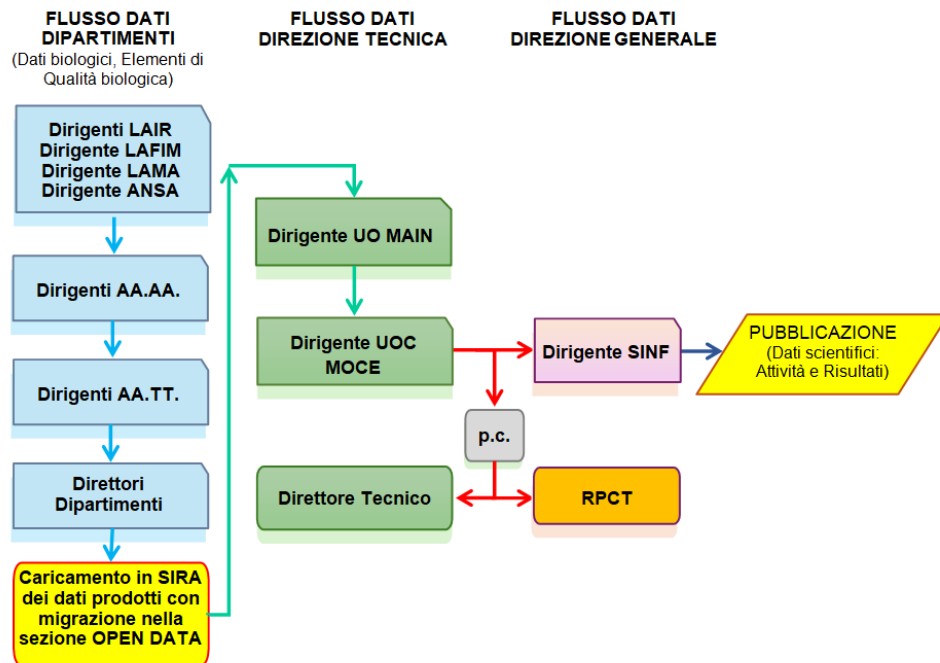 FLUSSO DATI
DIPARTIMENTI
(Dati biologici, Elementi di
Qualità biologica)
FLUSSO DATI
DIREZIONE TECNICA
FLUSSO DATI
DIREZIONE GENERALE
Dirigenti LAIR
Dirigente LAFIM
Dirigente LAMA
Dirigente ANSA
Dirigenti AA.AA.
Dirigenti AA.TT.
Direttori
Dipartimenti
Caricamento in SIRA
dei dati prodotti con
migrazione nella
sezione OPEN DATA
Dirigente UO MAIN
Dirigente UOC
MOCE
Dirigente SINF
PUBBLICAZIONE
(Dati scientifici:
Attività e Risultati)
p.c.
Direttore Tecnico
RPCT